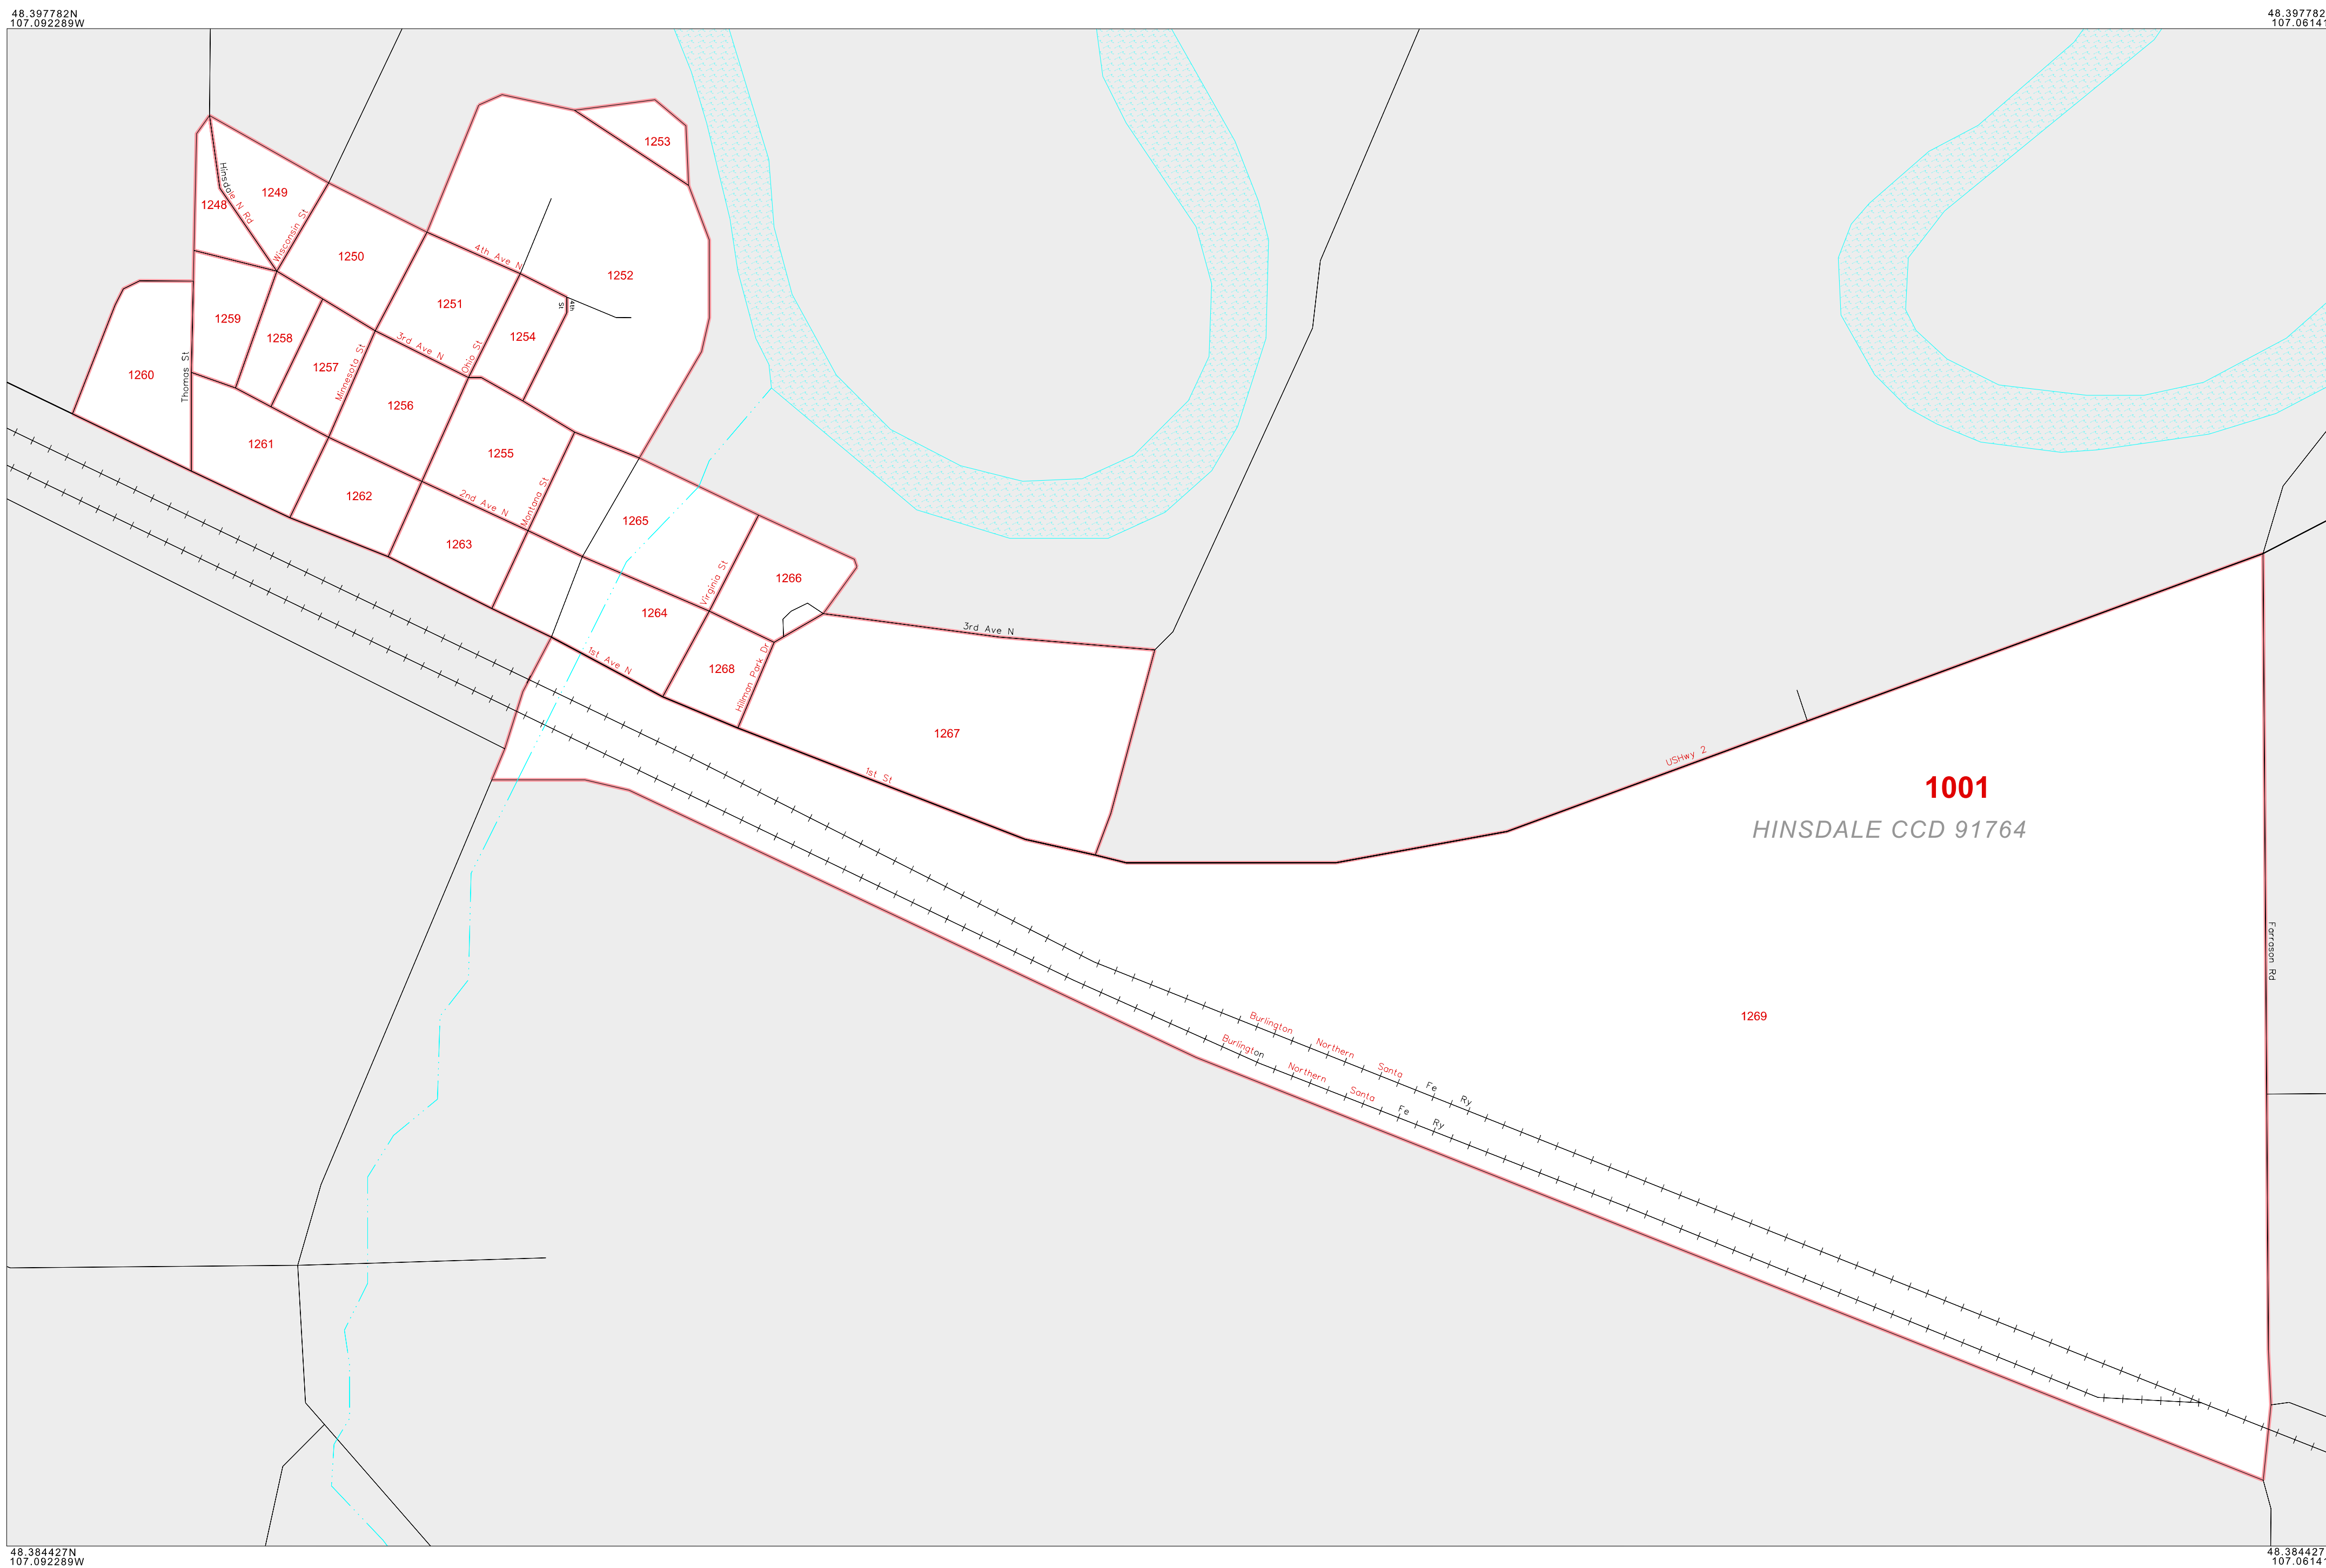 48.397782N
107.092289W
48.397782
107.0614
1253
Hinsdale N Rd
1249
1248
Wisconsin St
4th Ave N
1250
1252
1251
4th St
1259
1254
1258
3rd Ave N
Ohio St
1257
Minnesota St
1260
Thomas St
1256
1261
1255
1262
2nd Ave N
Montana St
1265
1263
1266
Virginia St
1264
3rd Ave N
1st Ave N
1268
Hillman Park Dr
1267
USHwy 2
1st St
1001
HINSDALE CCD 91764
Farrason Rd
1269
Burlington Northern Santa Fe Ry
Burlington Northern Santa Fe Ry
48.384427N
107.092289W
48.384427
107.0614